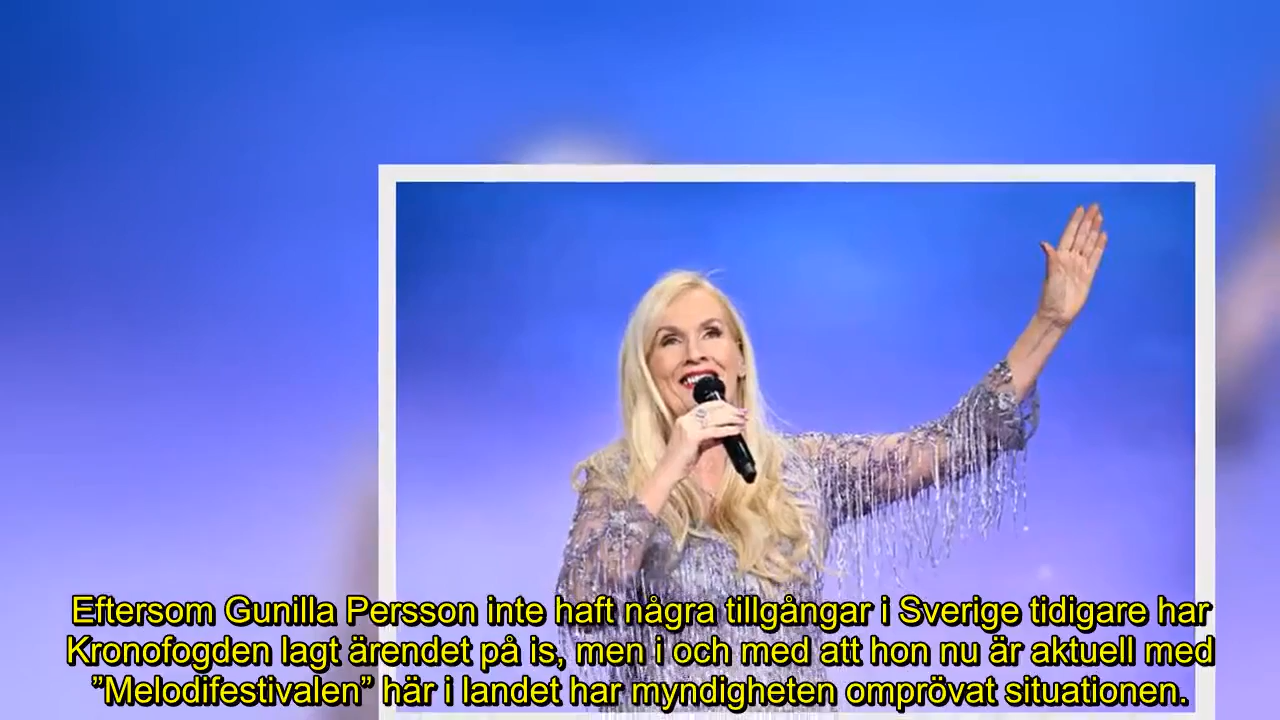 Eftersom Gunilla Persson inte haft några tillgångar i Sverige tidigare har
Kronofogden lagt ärendet på is, men i och med att hon nu är aktuell med
”Melodifestivalen” här i landet har myndigheten omprövat situationen.